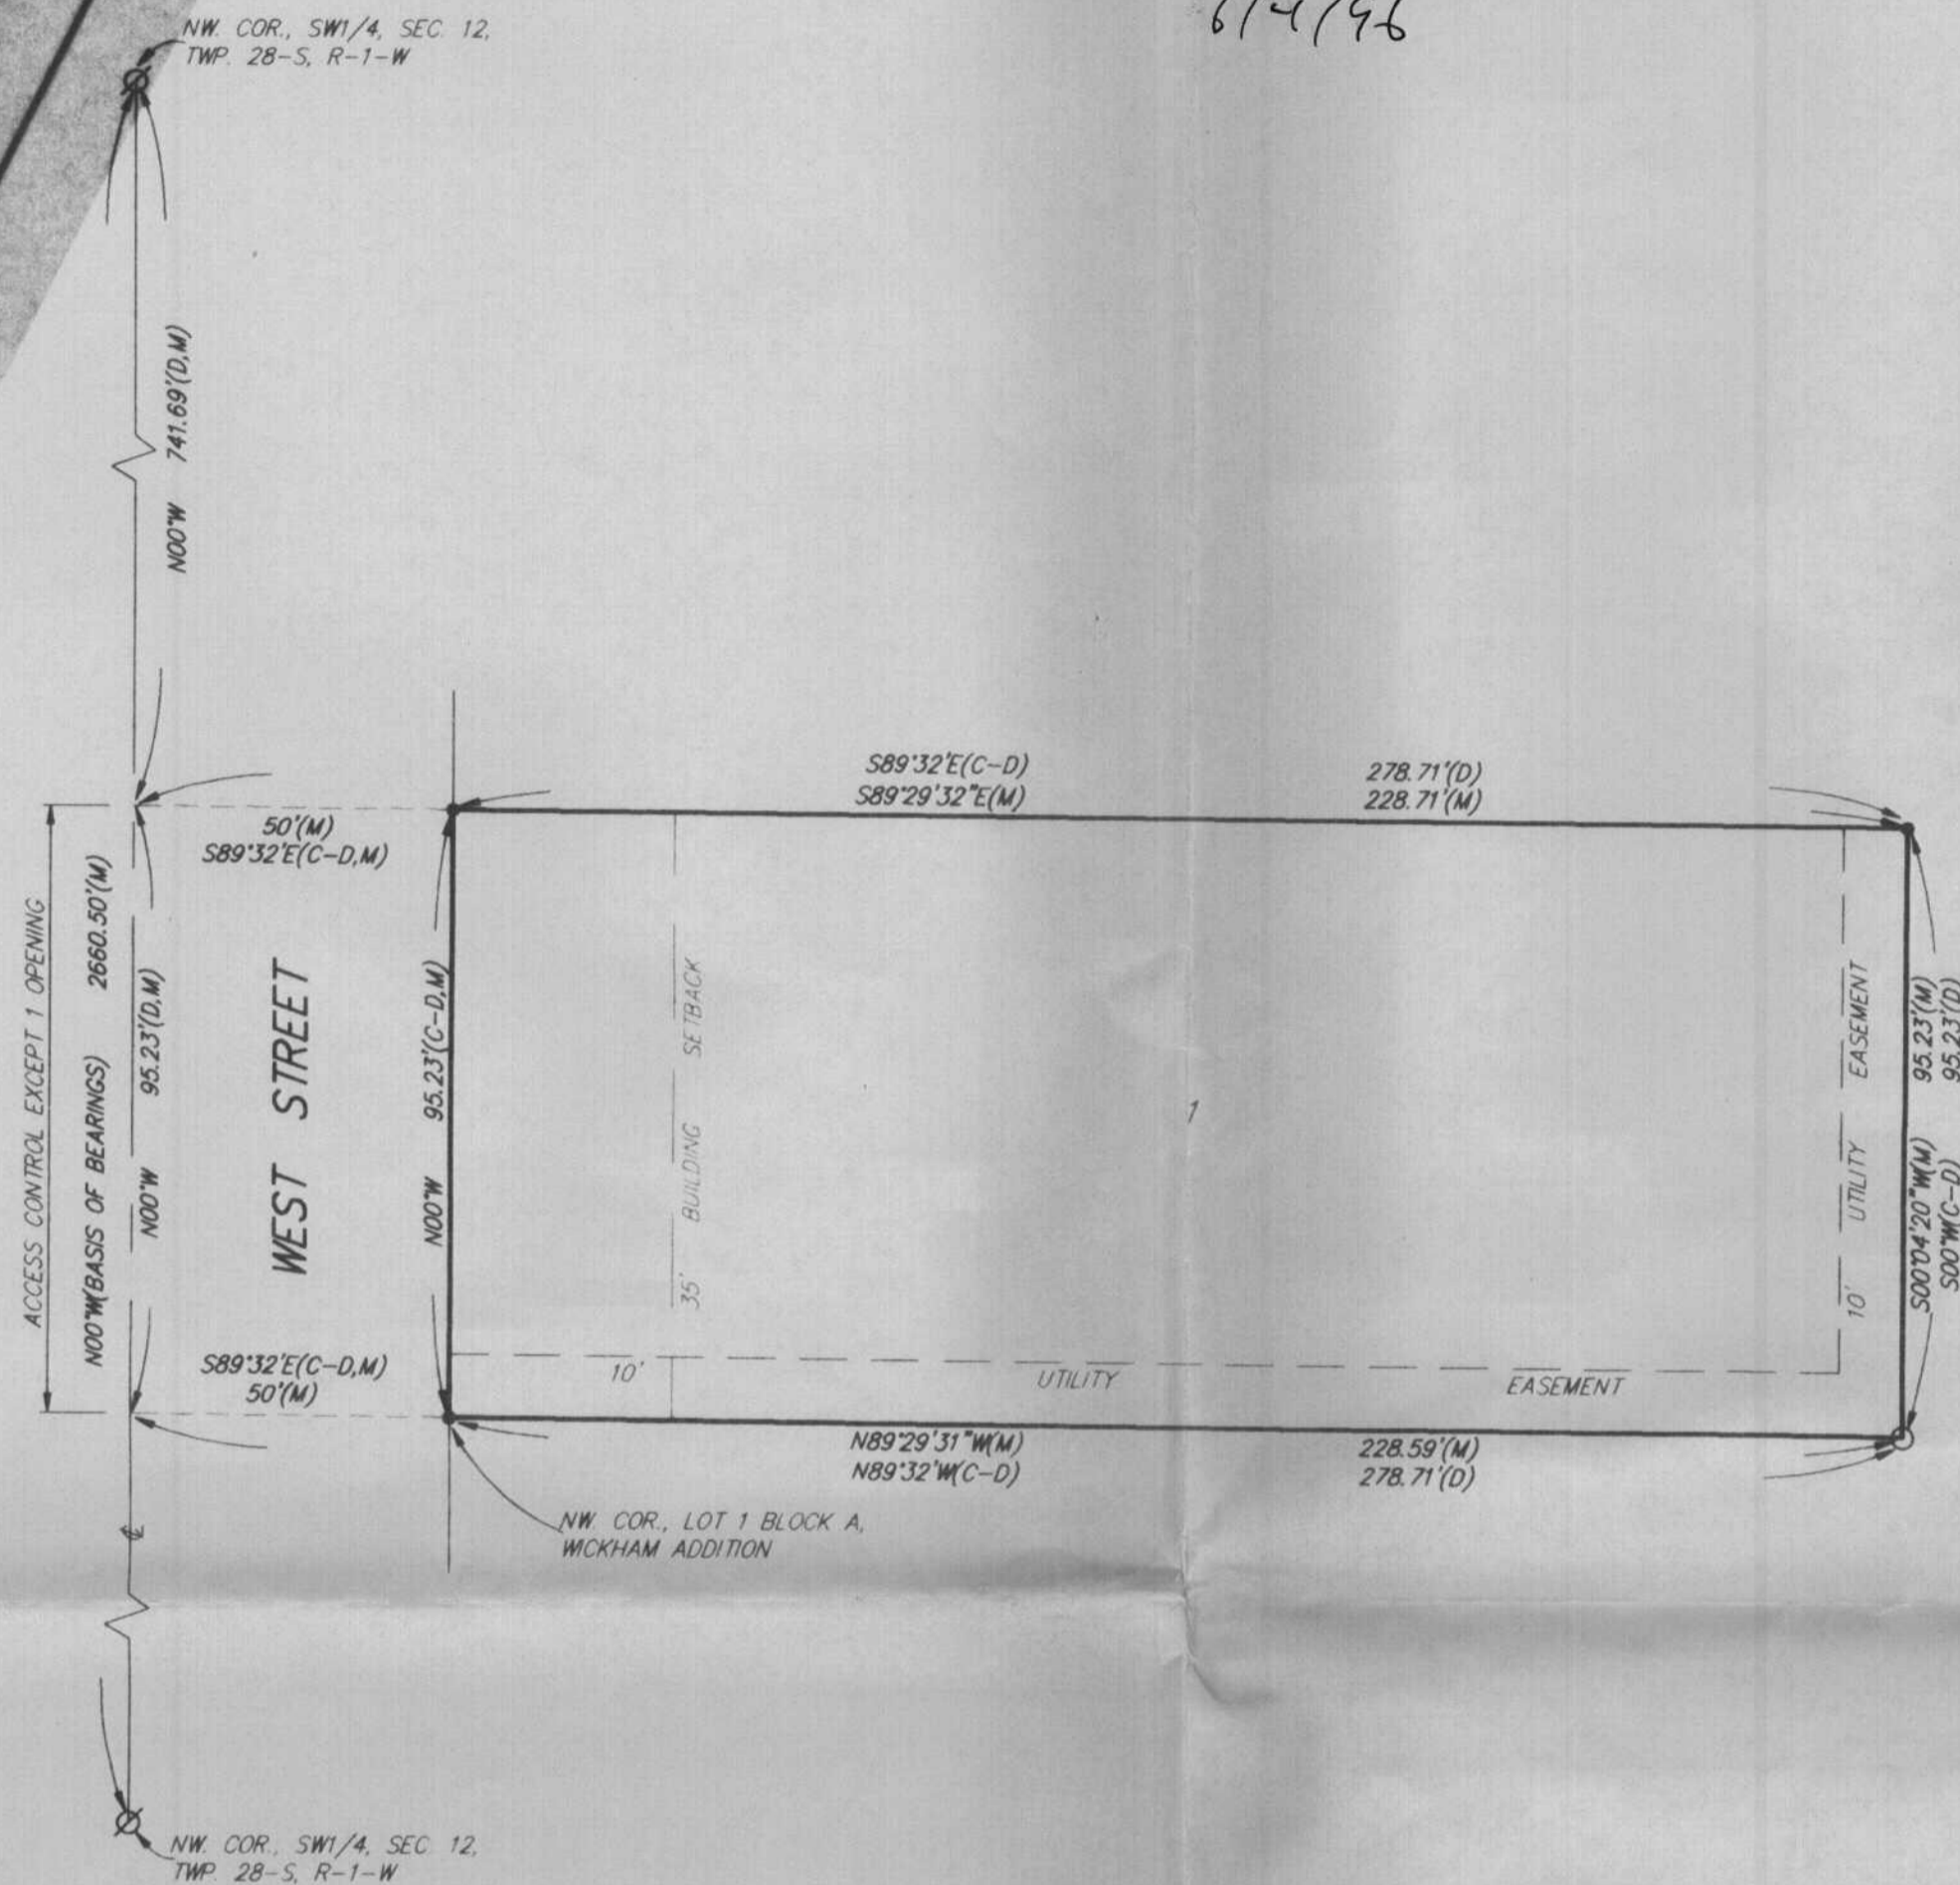 6/4/96
NW. COR., SW1/4, SEC. 12,
TWP. 28-S, R-1-W
N00°W 741.69'(D,M)
S89°32'E(C-D)
S89°29'32"E(M)
278.71'(D)
228.71'(M)
50'(M)
S89°32'E(C-D,M)
ACCESS CONTROL EXCEPT 1 OPENING
N00°W(BASIS OF BEARINGS) 2660.50'(M)
N00°W 95.23'(D,M)
WEST STREET
N00°W 95.23'(C-D,M)
35' BUILDING SETBACK
1
10' UTILITY EASEMENT
S00°04'20"W(M) 95.23'(M)
S00°W(C-D) 95.23'(D)
S89°32'E(C-D,M)
50'(M)
10' UTILITY EASEMENT
N89°29'31"W(M)
N89°32'W(C-D)
228.59'(M)
278.71'(D)
NW. COR., LOT 1 BLOCK A,
WICKHAM ADDITION
℄
NW. COR., SW1/4, SEC. 12,
TWP. 28-S, R-1-W